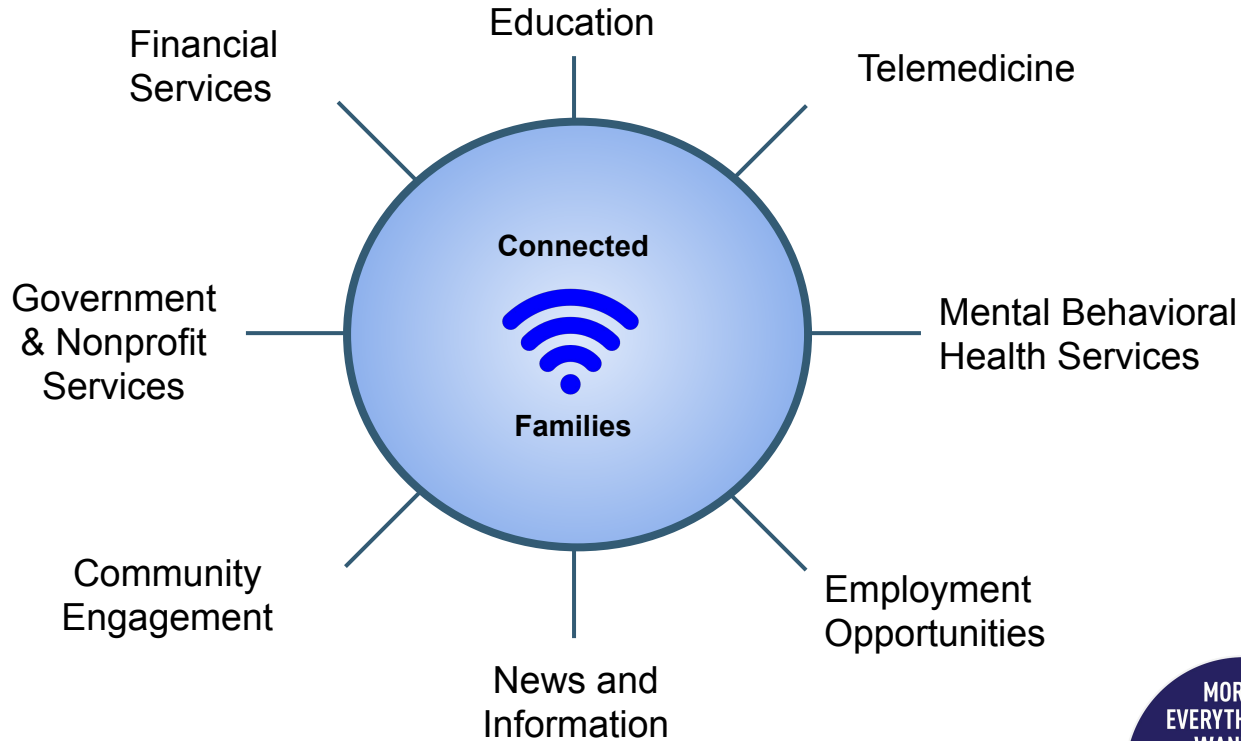 Education
Financial
Services
Telemedicine
Connected
Families
Government
& Nonprofit
Services
Mental Behavioral
Health Services
Community
Engagement
Employment
Opportunities
News and
Information